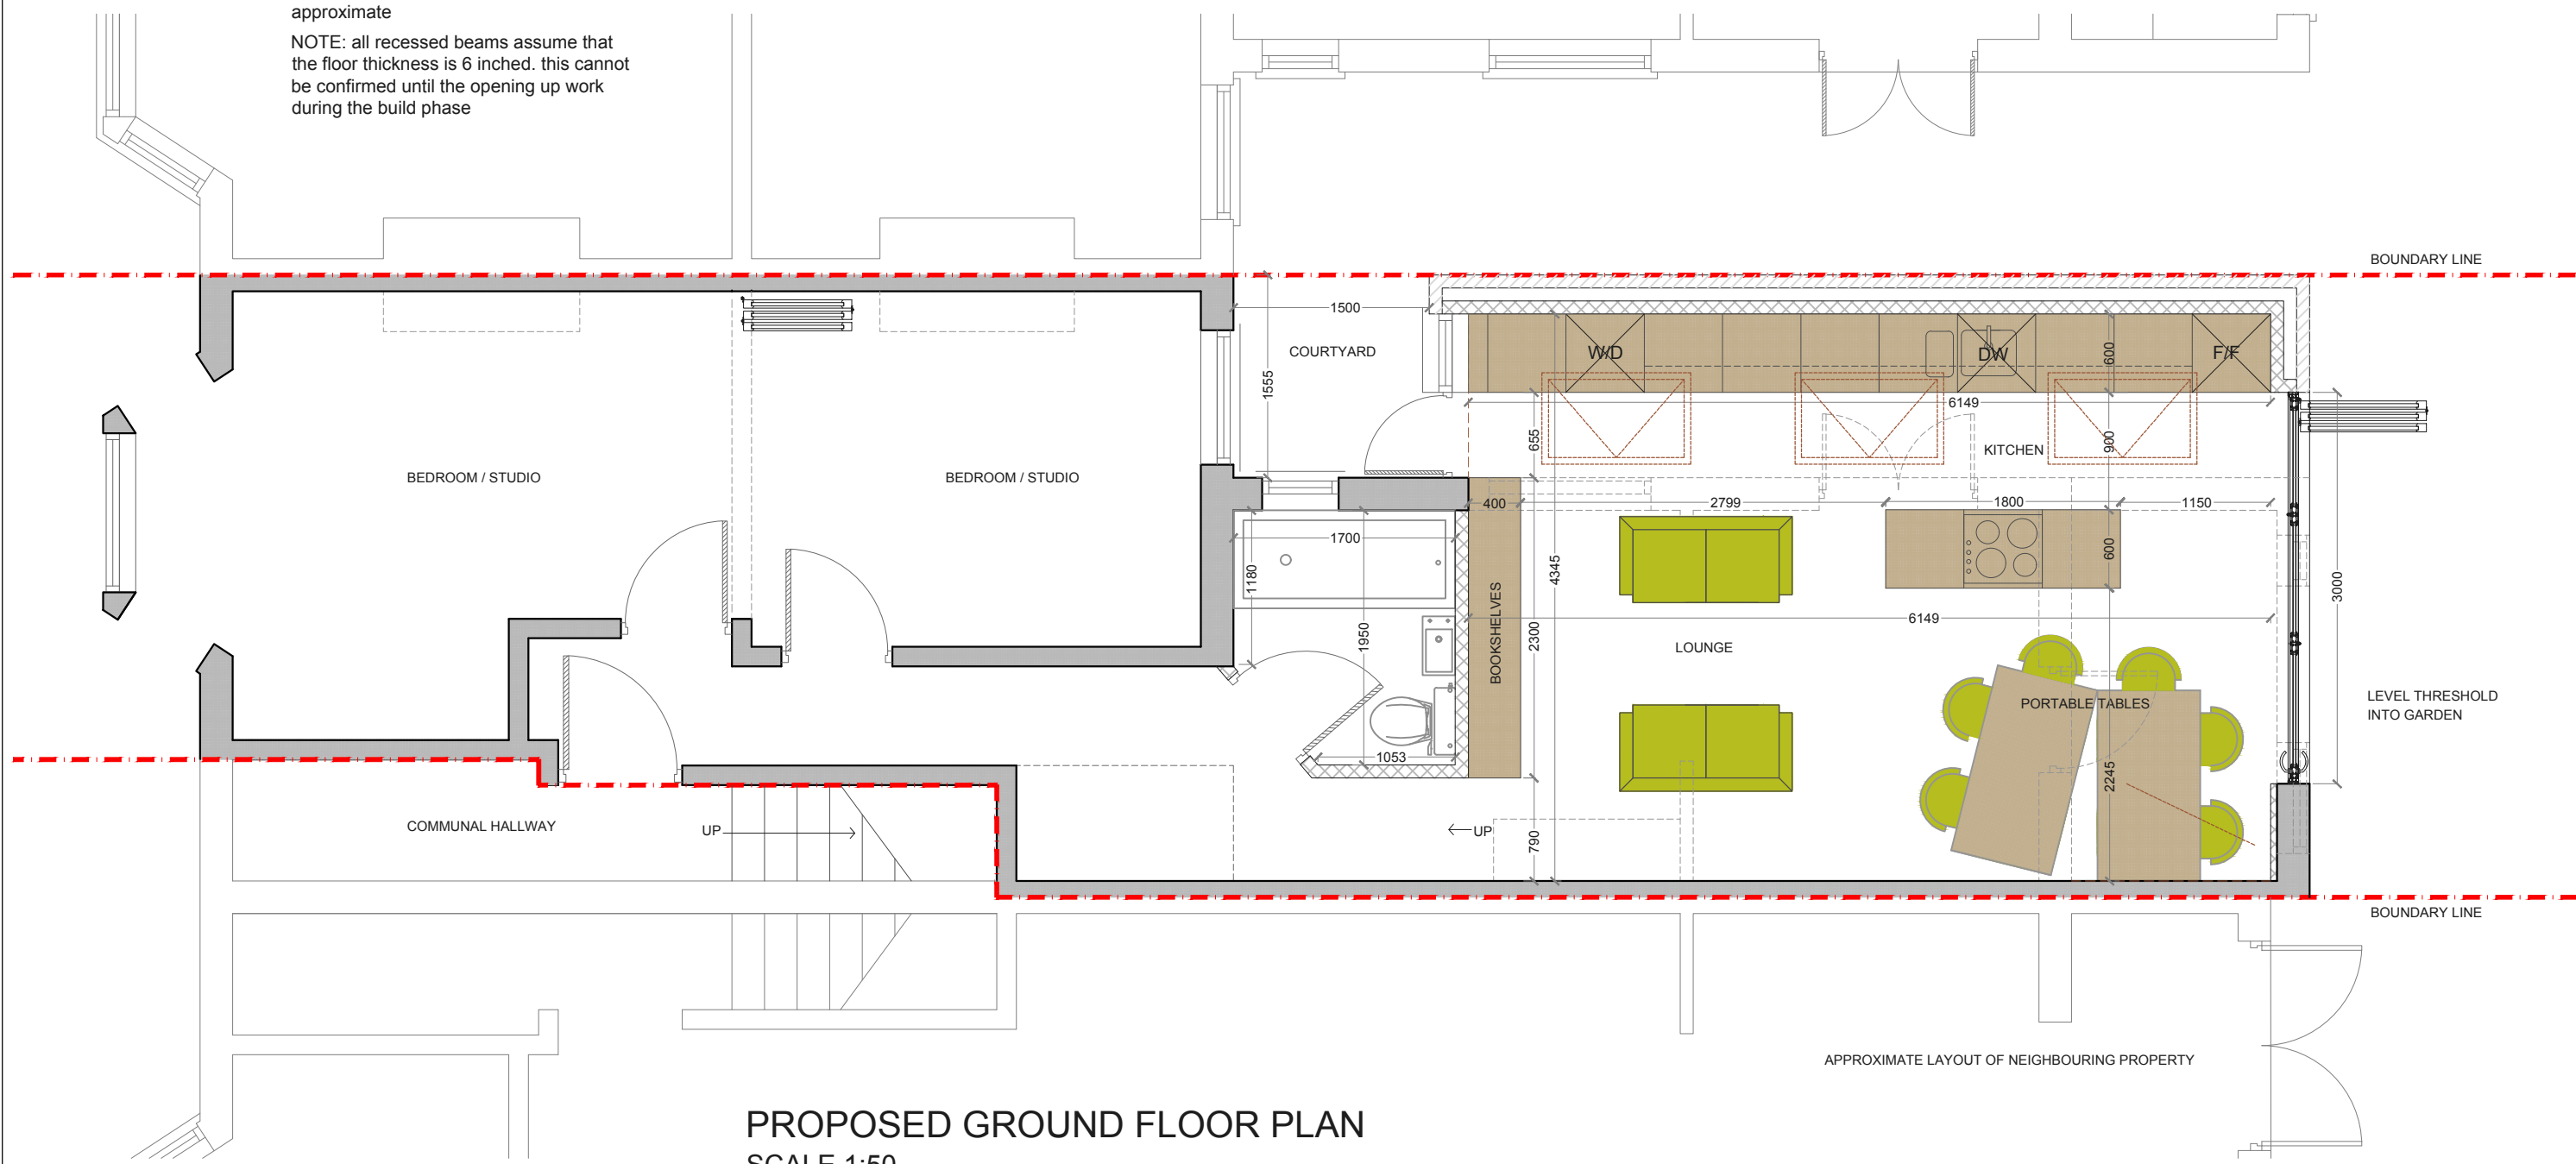 approximate
NOTE: all recessed beams assume that
the floor thickness is 6 inched. this cannot
be confirmed until the opening up work
during the build phase
BOUNDARY LINE
1500
COURTYARD
1555
W/D
DW
600
F/F
6149
655
900
KITCHEN
BEDROOM / STUDIO
BEDROOM / STUDIO
400
2799
1800
1150
1700
1180
4345
600
3000
BOOKSHELVES
1950
2300
6149
LOUNGE
PORTABLE TABLES
LEVEL THRESHOLD
INTO GARDEN
1053
2245
COMMUNAL HALLWAY
UP
UP
790
BOUNDARY LINE
APPROXIMATE LAYOUT OF NEIGHBOURING PROPERTY
PROPOSED GROUND FLOOR PLAN
SCALE 1:50